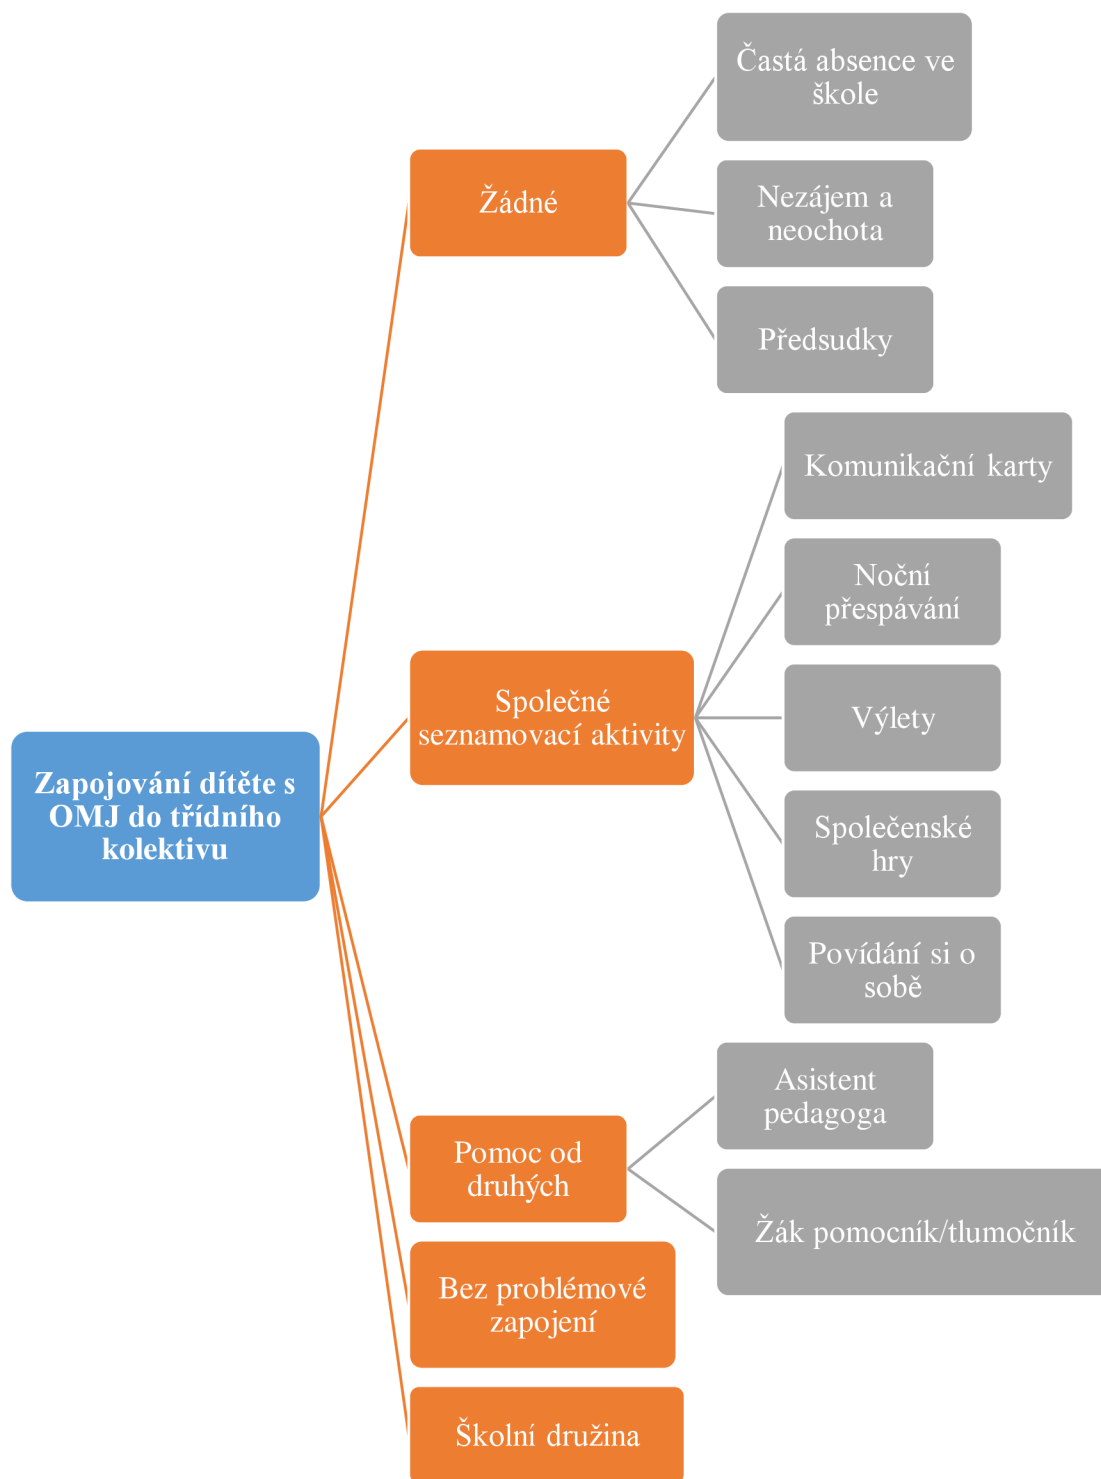 Zapojování dítěte s
OMJ do třídního
kolektivu
Žádné
Častá absence ve
škole
Nezájem a
neochota
Předsudky
Společné
seznamovací aktivity
Komunikační karty
Noční
přespávání
Výlety
Společenské
hry
Povídání si o
sobě
Pomoc od
druhých
Asistent
pedagoga
Žák pomocník/tlumočník
Bez problémové
zapojení
Školní družina